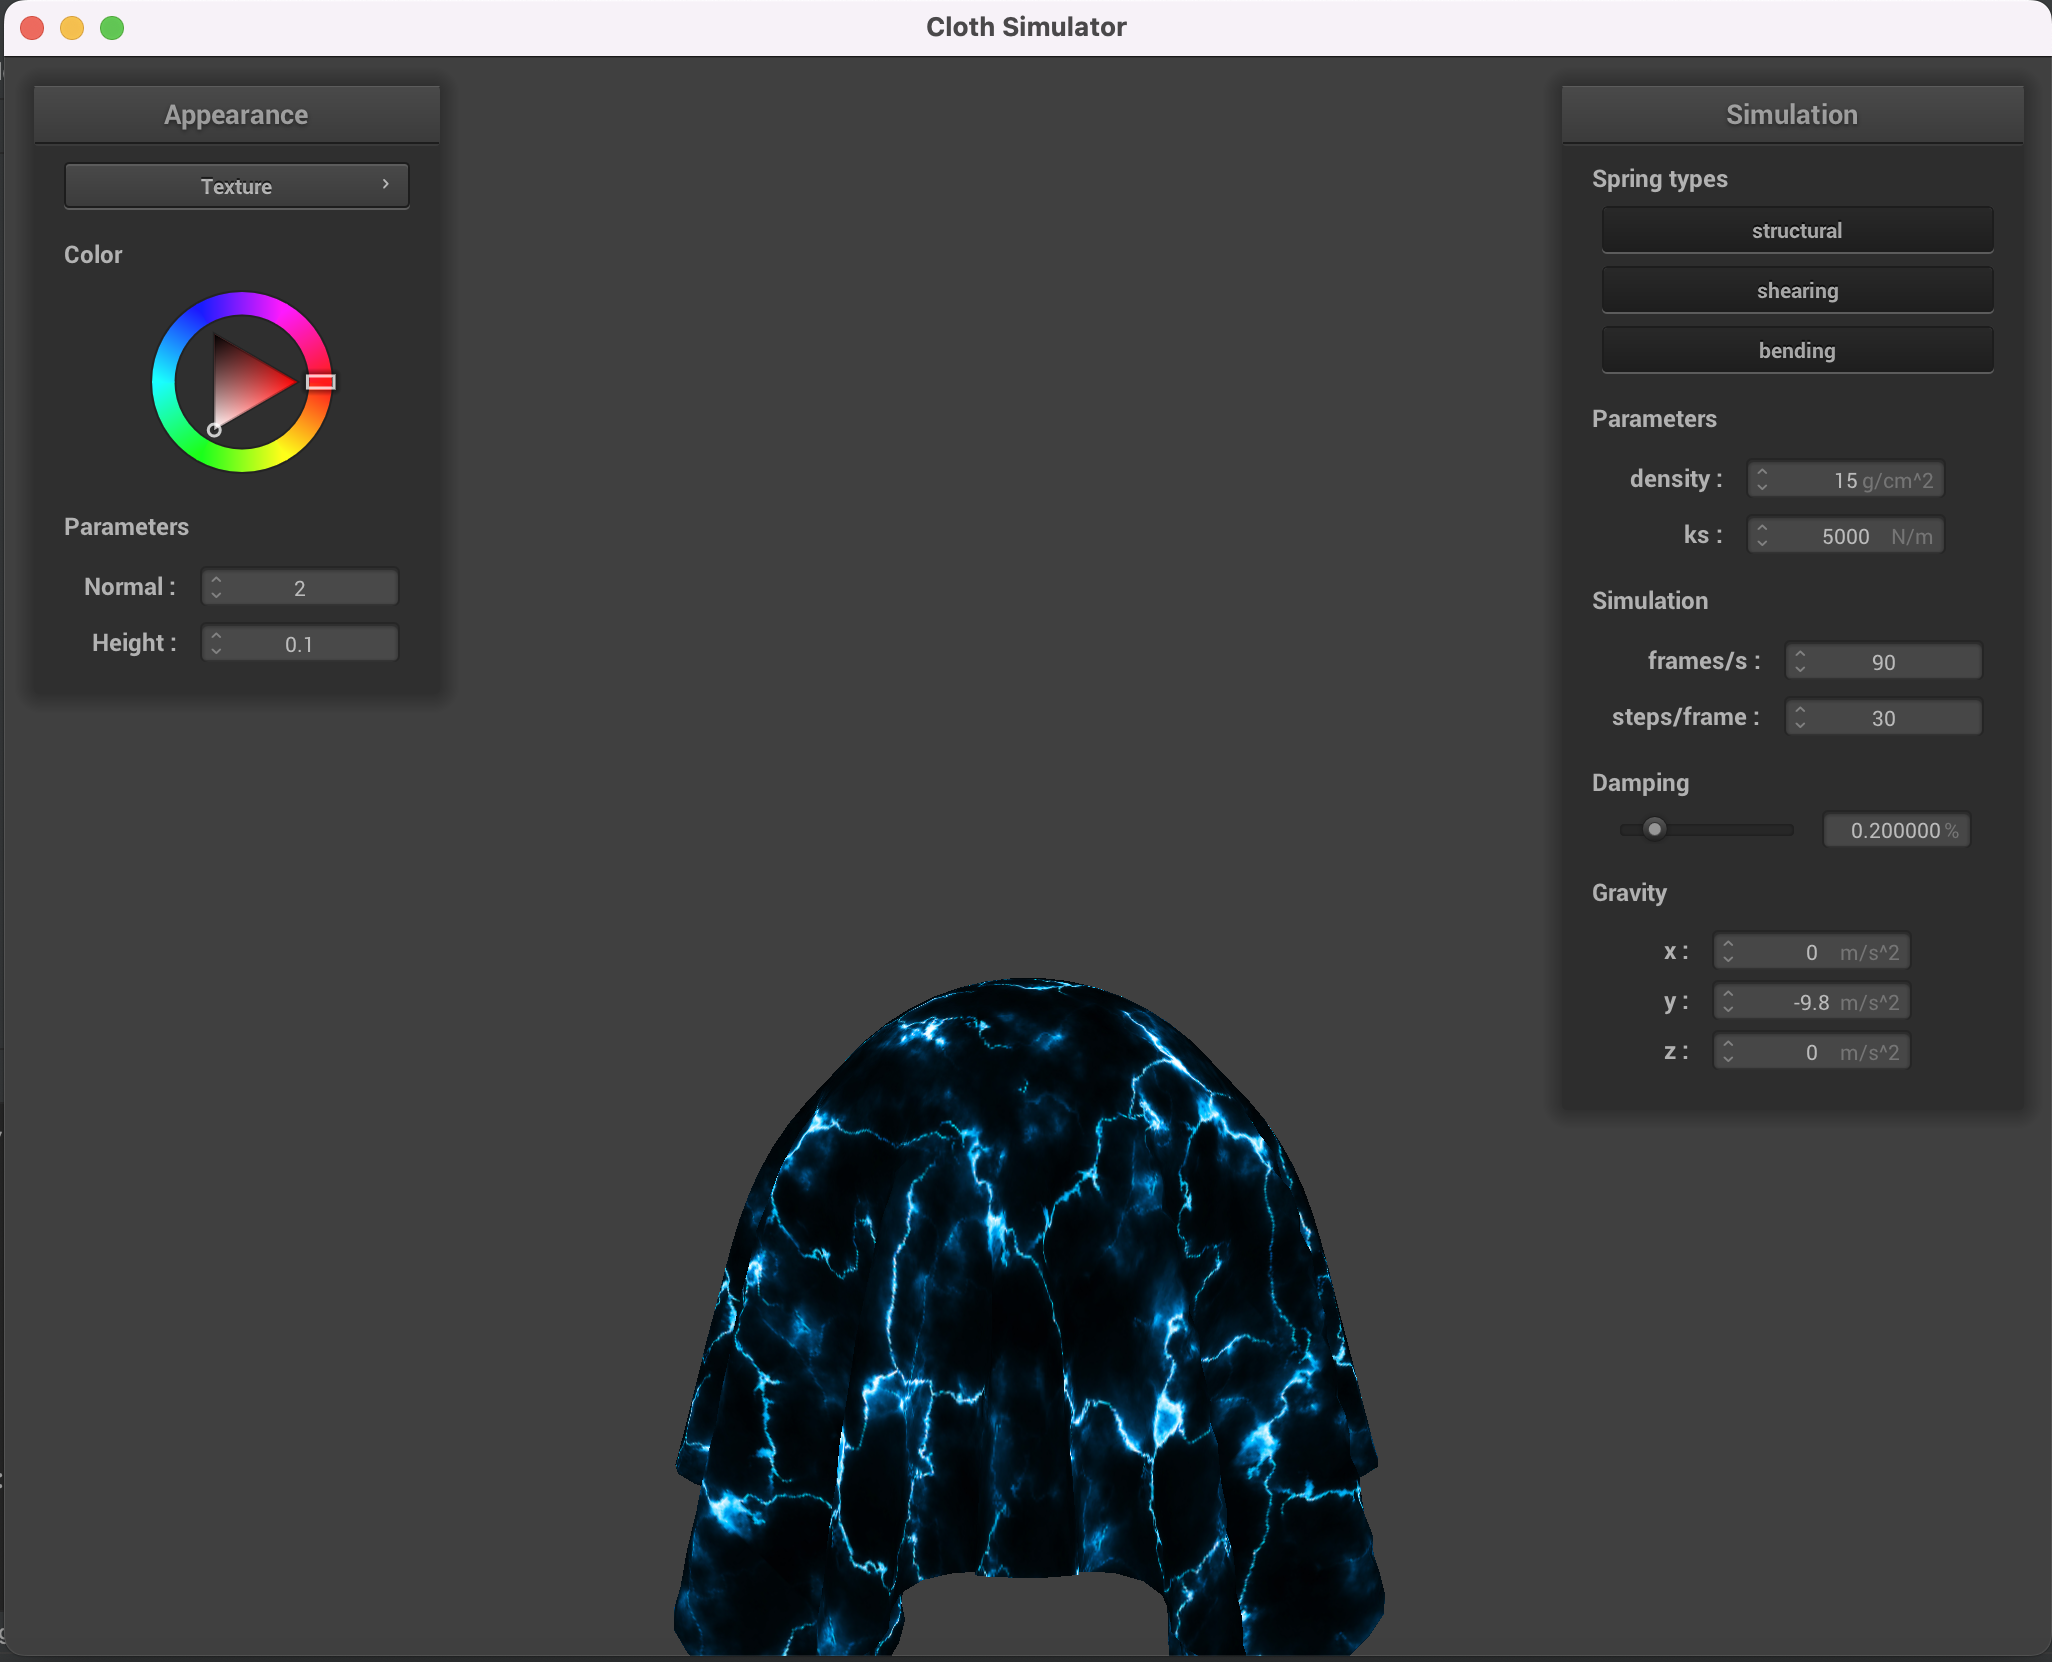 Cloth Simulator
Appearance
Texture
Color
Parameters
Normal : 2
Height : 0.1
Simulation
Spring types
structural
shearing
bending
Parameters
density : 15 g/cm^2
ks : 5000 N/m
Simulation
frames/s : 90
steps/frame : 30
Damping
0.200000 %
Gravity
x : 0 m/s^2
y : -9.8 m/s^2
z : 0 m/s^2